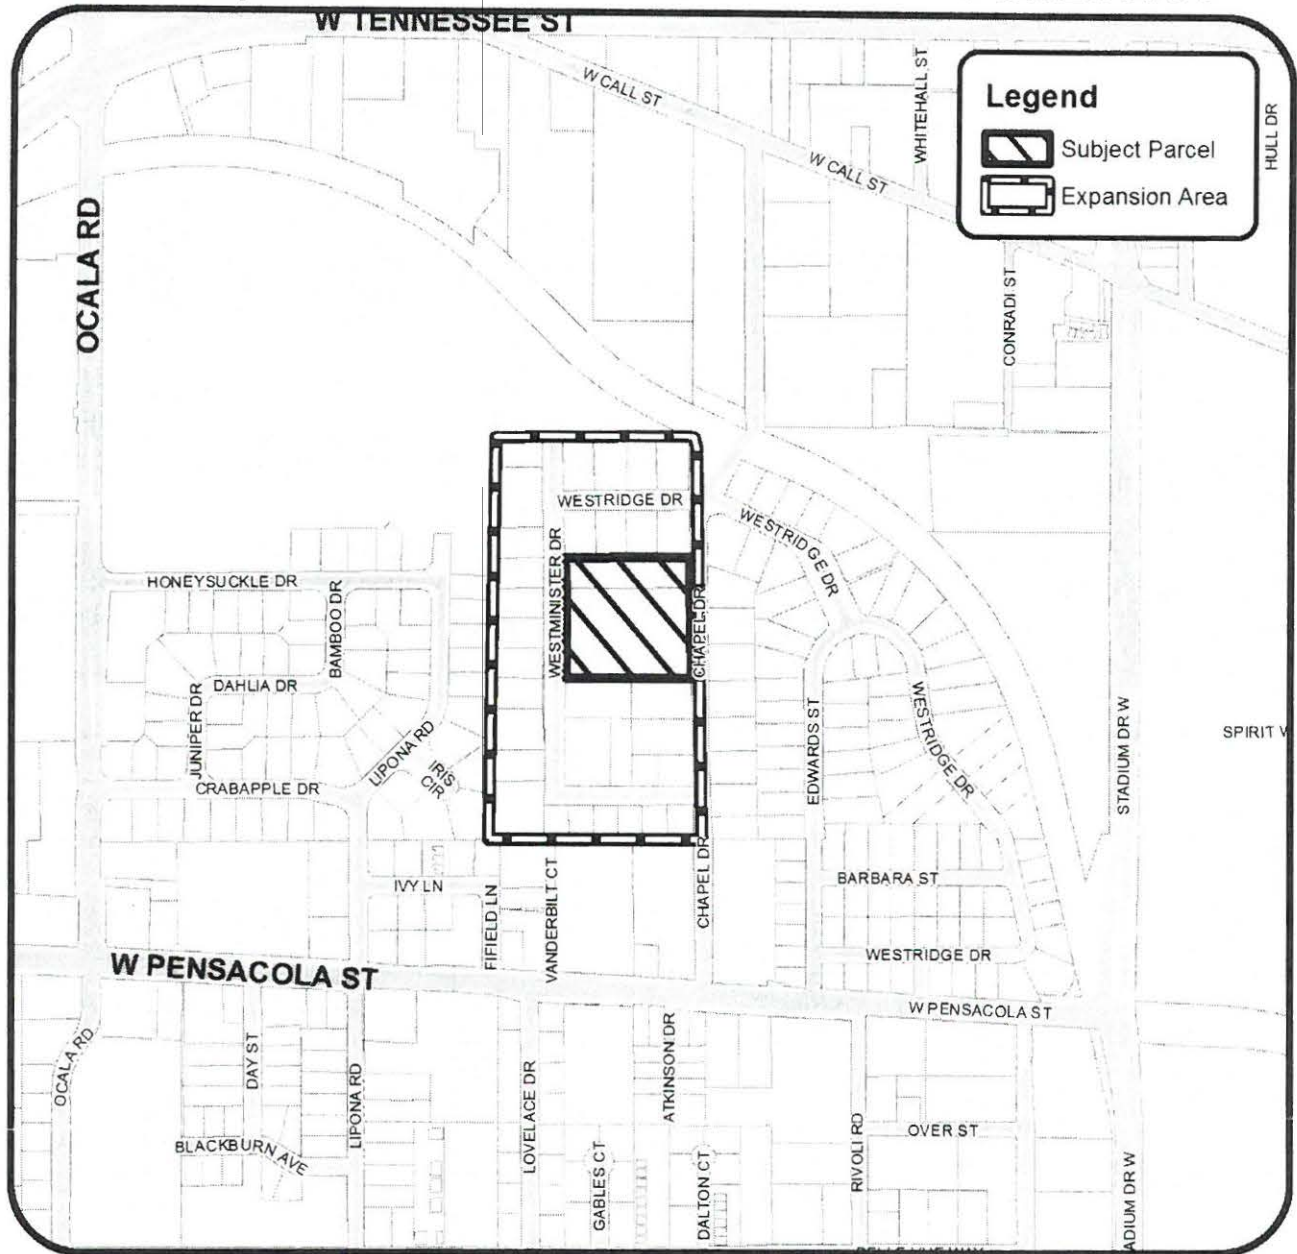 W TENNESSEE ST
W CALL ST
WHITEHALL ST
Legend
Subject Parcel
Expansion Area
HULL DR
W CALL ST
OCALA RD
CONRADI ST
WESTRIDGE DR
WESTRIDGE DR
WESTMINISTER DR
CHAPEL DR
HONEYSUCKLE DR
BAMBOO DR
DAHLIA DR
JUNIPER DR
LIPONA RD
IRIS
CIR
CRABAPPLE DR
EDWARDS ST
WESTRIDGE DR
STADIUM DR W
SPIRIT W
IVY LN
FIFIELD LN
VANDERBILT CT
CHAPEL DR
BARBARA ST
WESTRIDGE DR
W PENSACOLA ST
W PENSACOLA ST
OCALA RD
DAY ST
LIPONA RD
BLACKBURN AVE
LOVELACE DR
ATKINSON DR
GABLES CT
DALTON CT
RIVOLI RD
OVER ST
ADIUM DR W